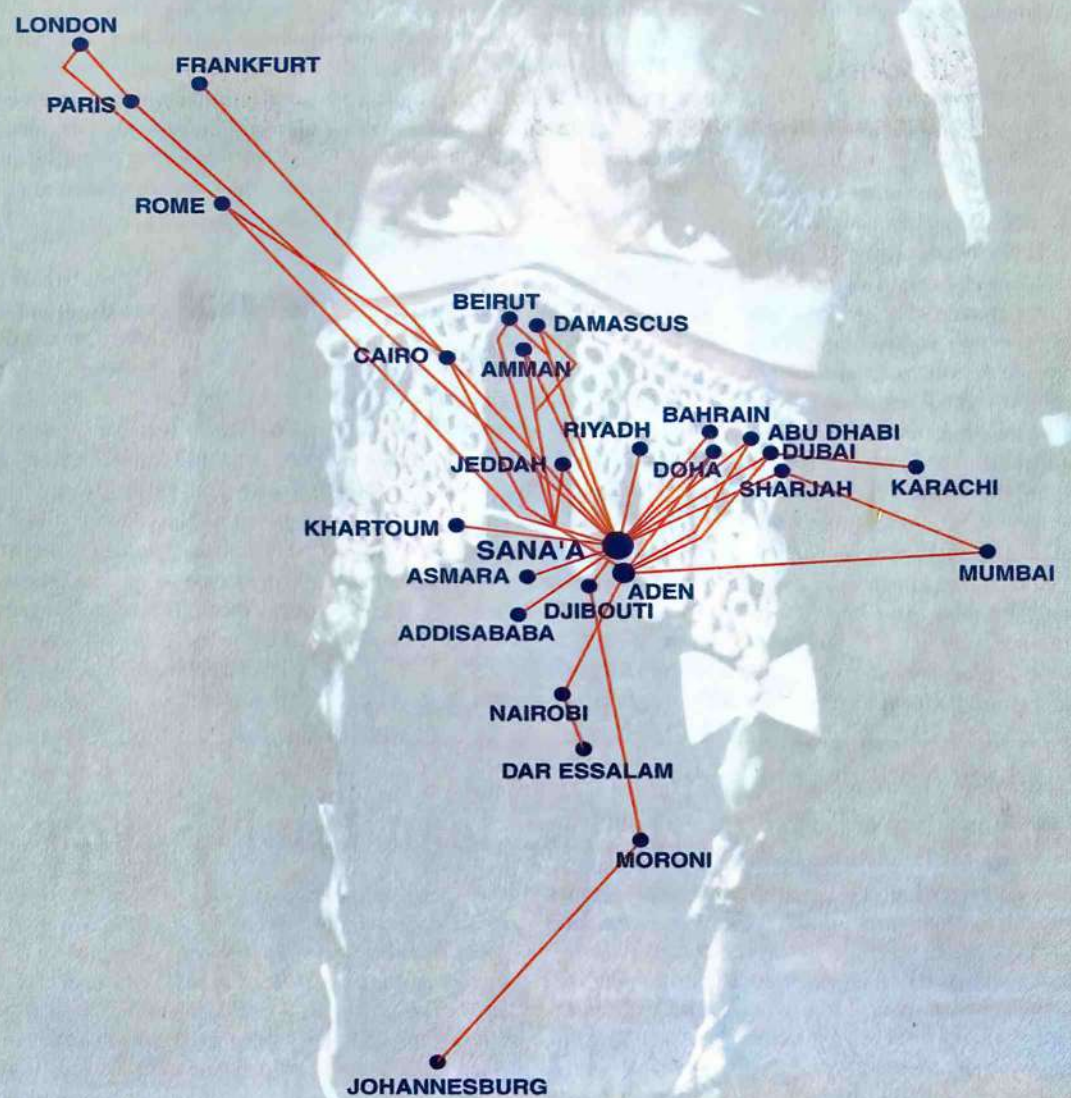 LONDON
FRANKFURT
PARIS
ROME
BEIRUT
DAMASCUS
CAIRO
AMMAN
BAHRAIN
RIYADH
ABU DHABI
DOHA
DUBAI
JEDDAH
SHARJAH
KARACHI
KHARTOUM
SANA'A
ASMARA
MUMBAI
ADEN
DJIBOUTI
ADDISABABA
NAIROBI
DAR ESSALAM
MORONI
JOHANNESBURG